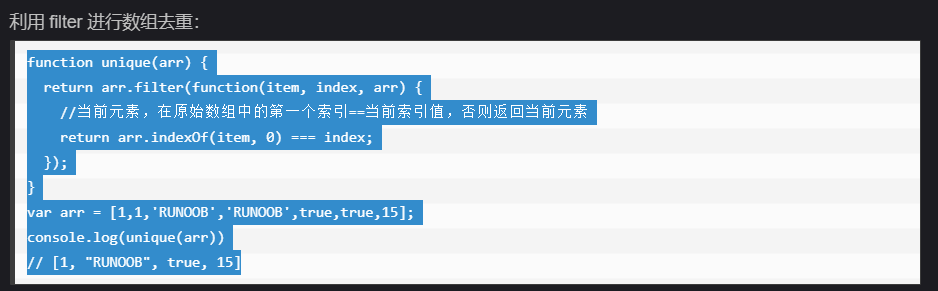 利用 filter 进行数组去重：
function unique(arr) {
  return arr.filter(function(item, index, arr) {
    //当前元素，在原始数组中的第一个索引==当前索引值，否则返回当前元素
    return arr.indexOf(item, 0) === index;
  });
}
var arr = [1,1,'RUNOOB','RUNOOB',true,true,15];
console.log(unique(arr))
// [1, "RUNOOB", true, 15]